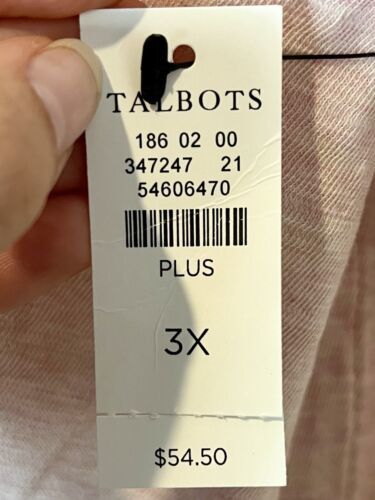 TALBOTS
186 02 00
347247 21
54606470
PLUS
3X
$54.50